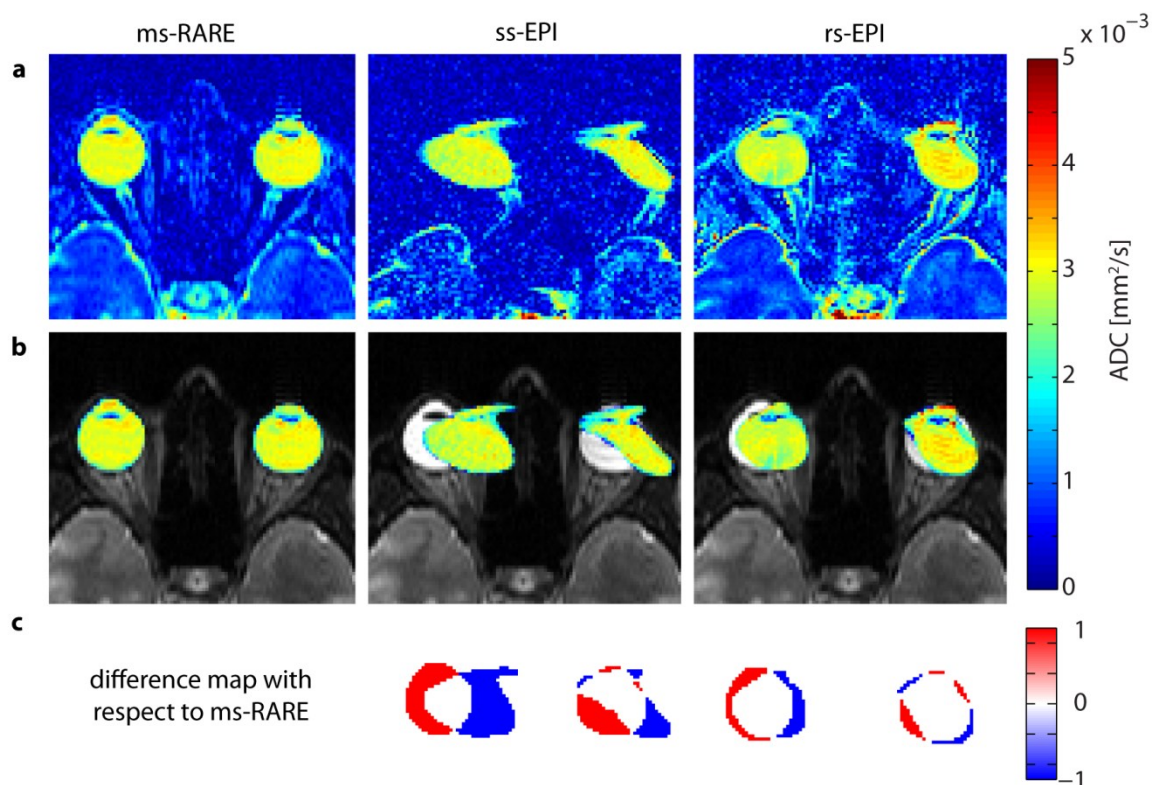 ms-RARE ss-EPI rs-EPI
x 10⁻³
a
5
4
3
2
1
0
ADC [mm²/s]
b
c
difference map with
respect to ms-RARE
1
0
−1